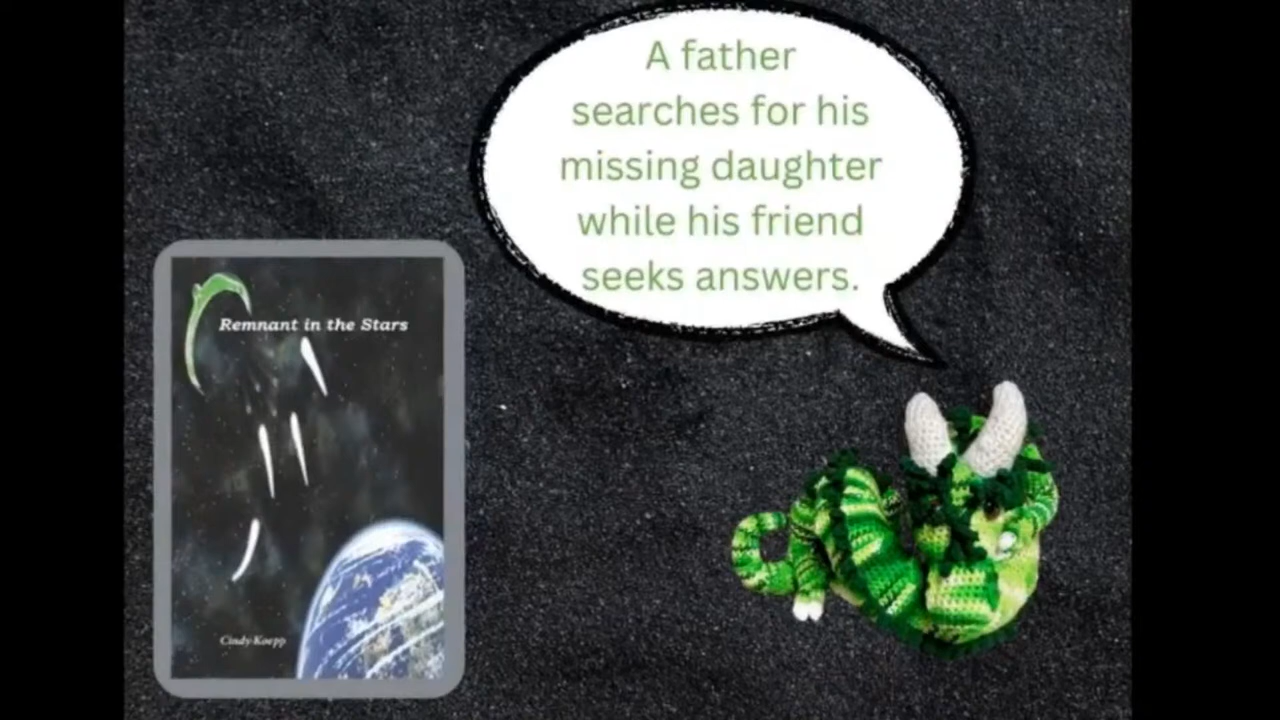 A father
searches for his
missing daughter
while his friend
seeks answers.
Remnant in the Stars
Cindy Koepp